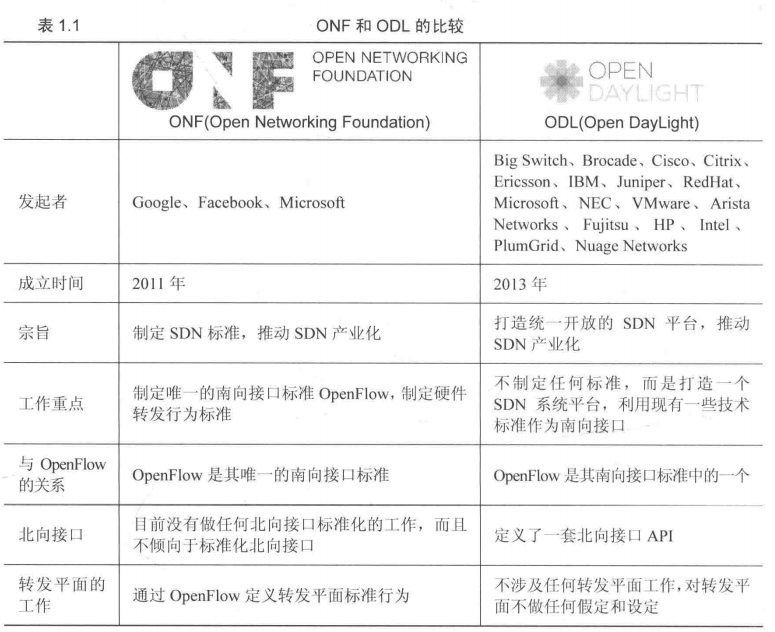 表 1.1
ONF 和 ODL 的比较
OPEN NETWORKING
FOUNDATION
ONF
ONF(Open Networking Foundation)
OPEN
DAYLIGHT
ODL(Open DayLight)
发起者
Google、Facebook、Microsoft
Big Switch、Brocade、Cisco、Citrix、
Ericsson、IBM、Juniper、RedHat、
Microsoft、NEC、VMware、Arista
Networks、Fujitsu、HP、Intel、
PlumGrid、Nuage Networks
成立时间
2011 年
2013 年
宗旨
制定 SDN 标准，推动 SDN 产业化
打造统一开放的 SDN 平台，推动
SDN 产业化
工作重点
制定唯一的南向接口标准 OpenFlow，制定硬件
转发行为标准
不制定任何标准，而是打造一个
SDN 系统平台，利用现有一些技术
标准作为南向接口
与 OpenFlow
的关系
OpenFlow 是其唯一的南向接口标准
OpenFlow 是其南向接口标准中的一个
北向接口
目前没有做任何北向接口标准化的工作，而且
不倾向于标准化北向接口
定义了一套北向接口 API
转发平面的
工作
通过 OpenFlow 定义转发平面标准行为
不涉及任何转发平面工作，对转发平
面不做任何假定和设定